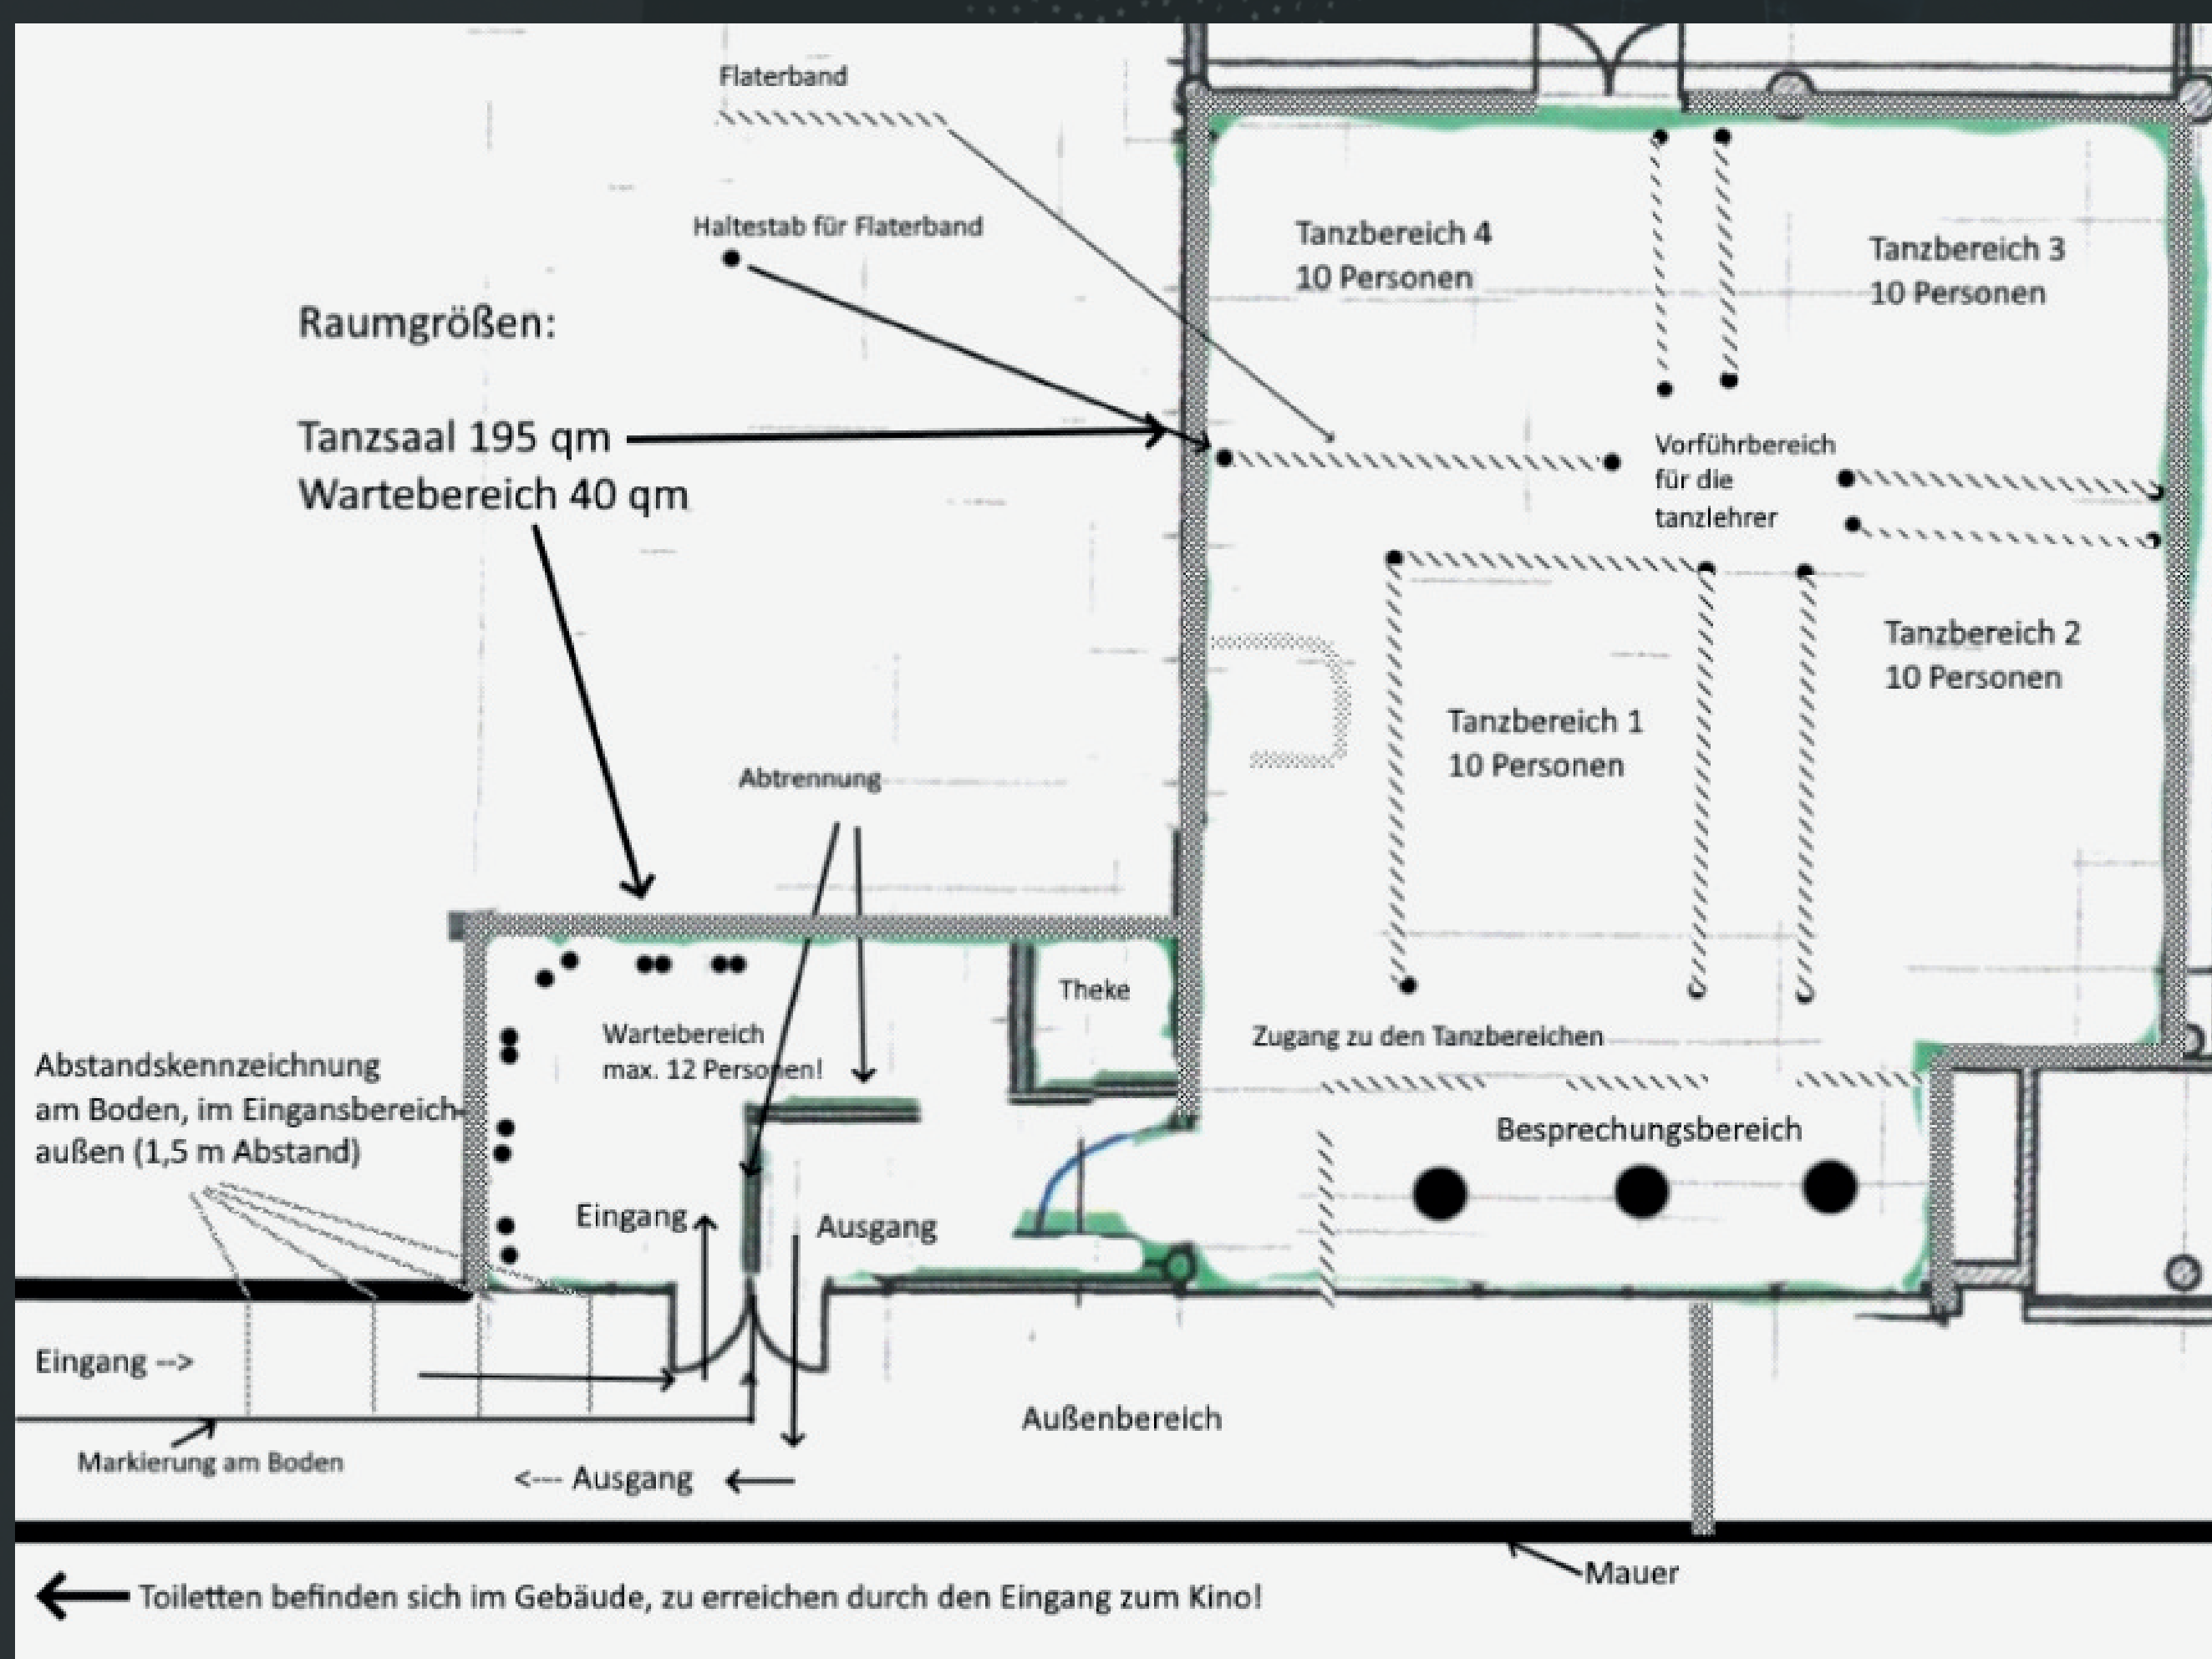 Flaterband
Haltestab für Flaterband
Raumgrößen:
Tanzsaal 195 qm
Wartebereich 40 qm
Tanzbereich 4
10 Personen
Tanzbereich 3
10 Personen
Vorführbereich
für die
tanzlehrer
Tanzbereich 2
10 Personen
Tanzbereich 1
10 Personen
Abtrennung
Theke
Wartebereich
max. 12 Personen!
Zugang zu den Tanzbereichen
Abstandskennzeichnung
am Boden, im Eingansbereich
außen (1,5 m Abstand)
Besprechungsbereich
Eingang
Ausgang
Eingang -->
Außenbereich
Markierung am Boden
<---- Ausgang
Mauer
Toiletten befinden sich im Gebäude, zu erreichen durch den Eingang zum Kino!